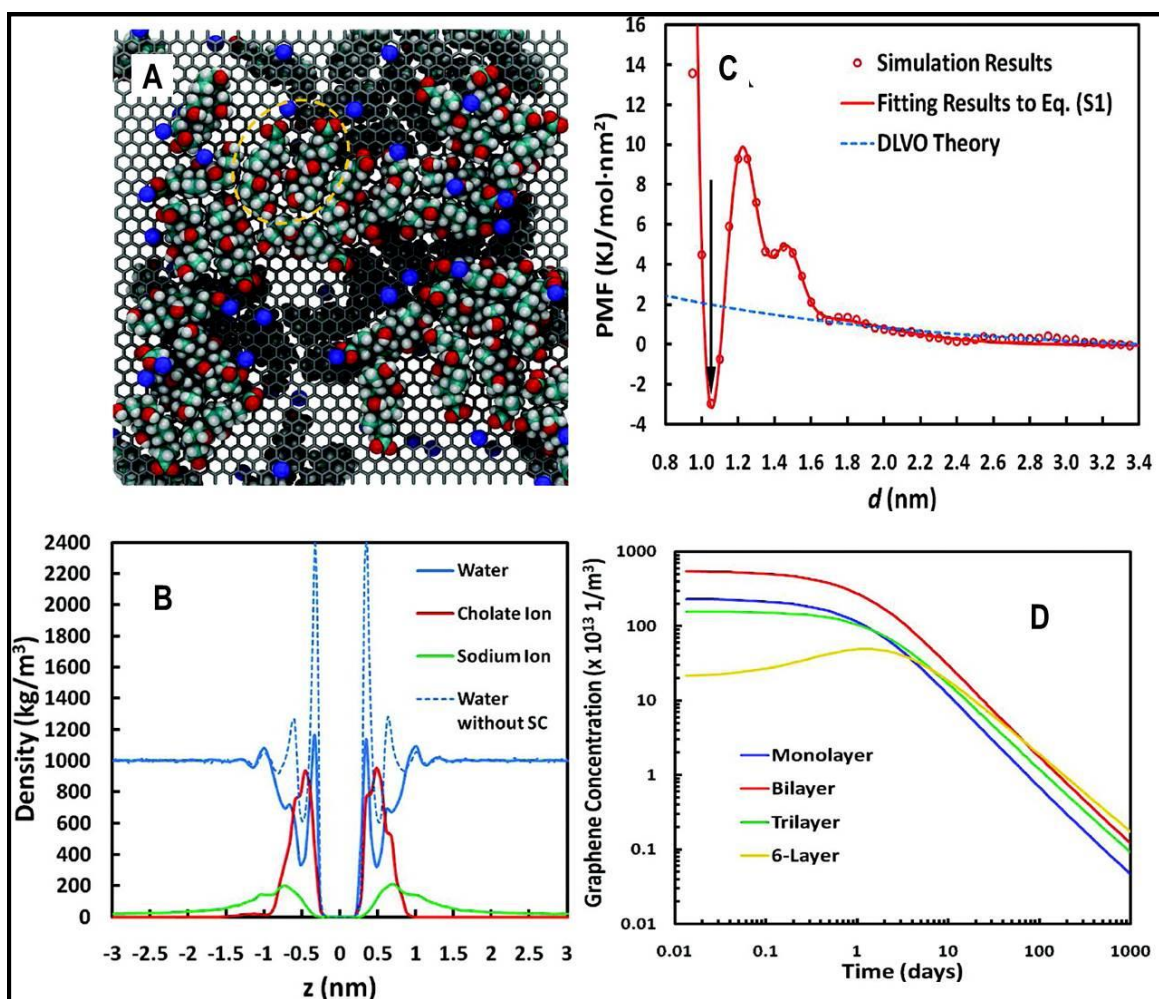 A
C
16
14
12
10
8
6
4
2
0
-2
-4
PMF (KJ/mol·nm²)
Simulation Results
Fitting Results to Eq. (S1)
DLVO Theory
0.8 1.0 1.2 1.4 1.6 1.8 2.0 2.2 2.4 2.6 2.8 3.0 3.2 3.4
d (nm)
B
2400
2200
2000
1800
1600
1400
1200
1000
800
600
400
200
0
Density (kg/m³)
Water
Cholate Ion
Sodium Ion
Water
without SC
-3 -2.5 -2 -1.5 -1 -0.5 0 0.5 1 1.5 2 2.5 3
z (nm)
D
1000
100
10
1
0.1
0.01
Graphene Concentration (x 10¹³ 1/m³)
Monolayer
Bilayer
Trilayer
6-Layer
0.01 0.1 1 10 100 1000
Time (days)